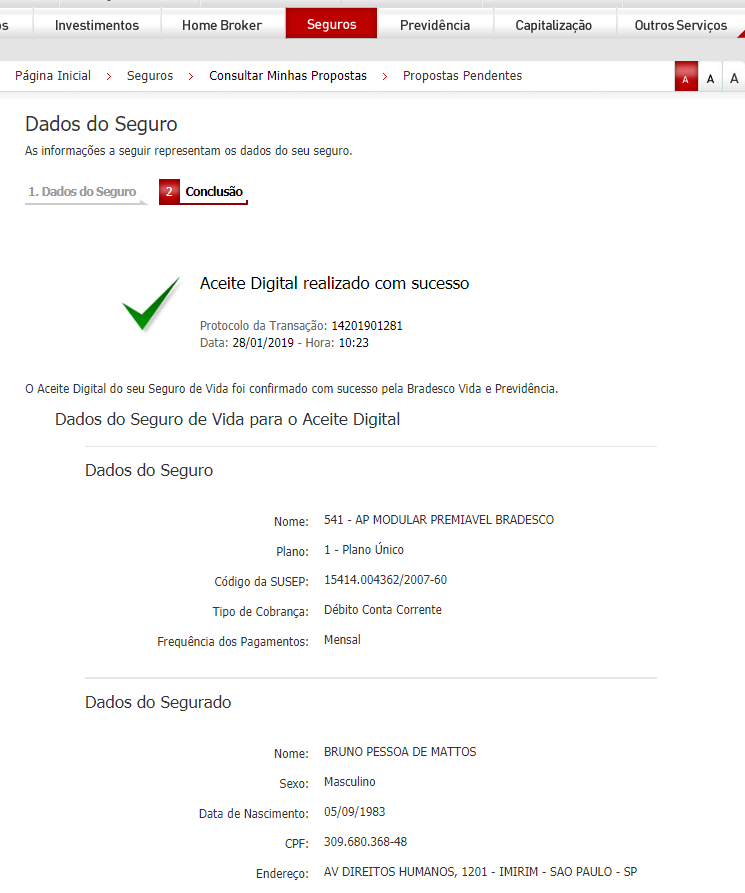 os Investimentos Home Broker Seguros Previdência Capitalização Outros Serviços
Página Inicial > Seguros > Consultar Minhas Propostas > Propostas Pendentes A A A
Dados do Seguro
As informações a seguir representam os dados do seu seguro.
1. Dados do Seguro 2 Conclusão
Aceite Digital realizado com sucesso
Protocolo da Transação: 14201901281
Data: 28/01/2019 - Hora: 10:23
O Aceite Digital do seu Seguro de Vida foi confirmado com sucesso pela Bradesco Vida e Previdência.
Dados do Seguro de Vida para o Aceite Digital
Dados do Seguro
Nome: 541 - AP MODULAR PREMIAVEL BRADESCO
Plano: 1 - Plano Único
Código da SUSEP: 15414.004362/2007-60
Tipo de Cobrança: Débito Conta Corrente
Frequência dos Pagamentos: Mensal
Dados do Segurado
Nome: BRUNO PESSOA DE MATTOS
Sexo: Masculino
Data de Nascimento: 05/09/1983
CPF: 309.680.368-48
Endereço: AV DIREITOS HUMANOS, 1201 - IMIRIM - SAO PAULO - SP